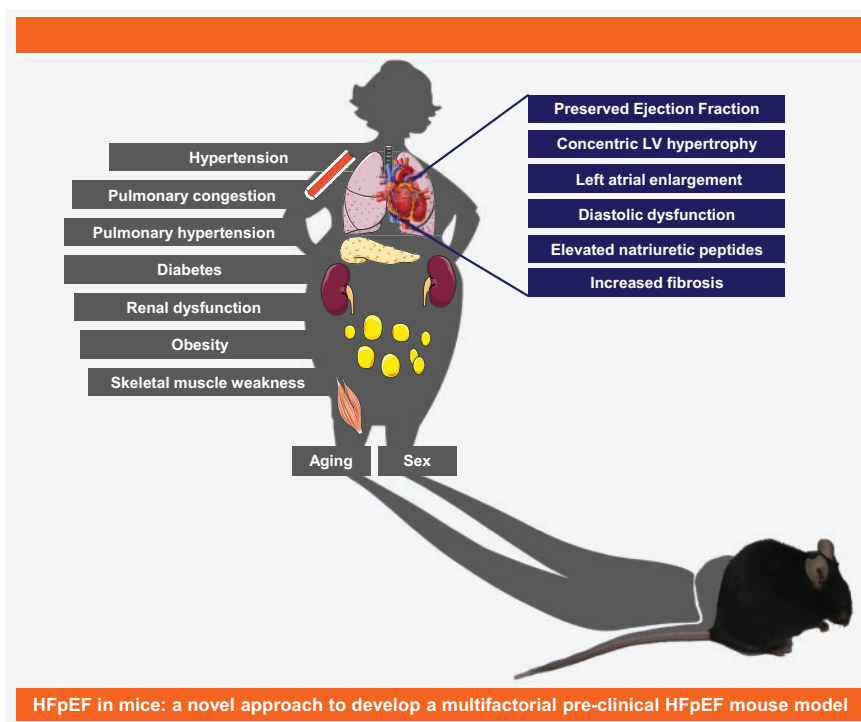 Hypertension
Pulmonary congestion
Pulmonary hypertension
Diabetes
Renal dysfunction
Obesity
Skeletal muscle weakness
Preserved Ejection Fraction
Concentric LV hypertrophy
Left atrial enlargement
Diastolic dysfunction
Elevated natriuretic peptides
Increased fibrosis
Aging
Sex
HFpEF in mice: a novel approach to develop a multifactorial pre-clinical HFpEF mouse model